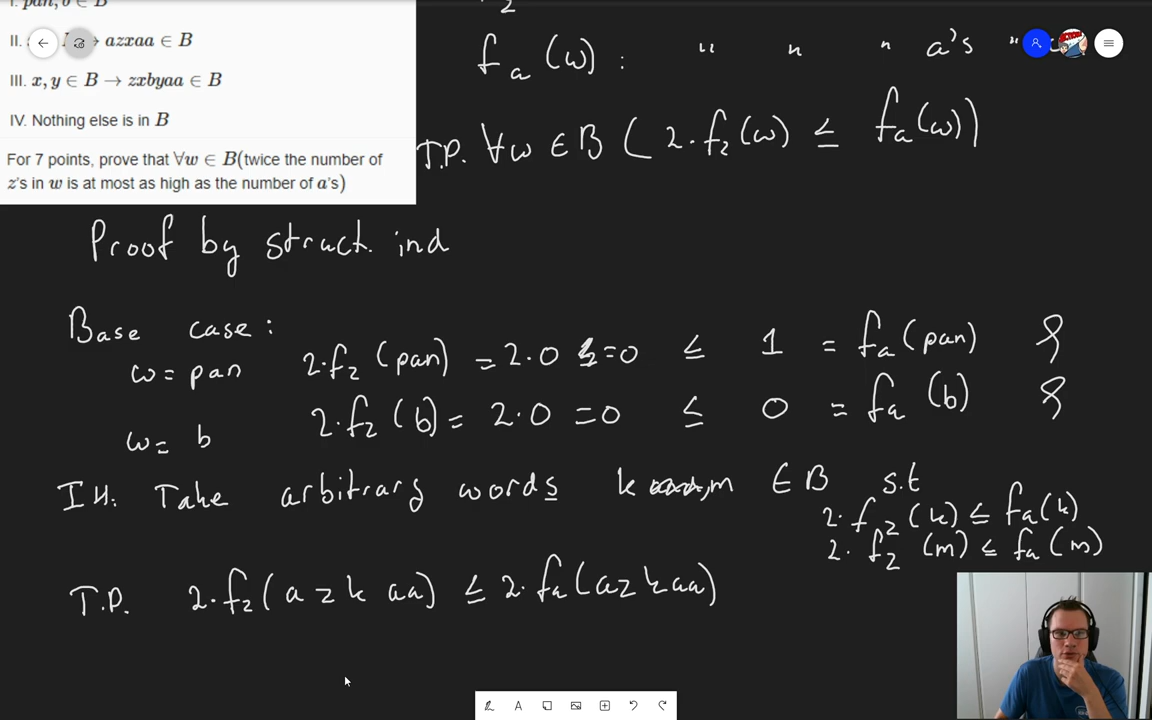 I. pan, b ∈ B
II. → azxaa ∈ B
III. x, y ∈ B → zxbyaa ∈ B
IV. Nothing else is in B
For 7 points, prove that ∀w ∈ B(twice the number of
z's in w is at most as high as the number of a's)
z
f_a (w) : " " " a's "
T.P. ∀w ∈ B ( 2·f_z (w) ≤ f_a (w))
Proof by struct. ind
Base case:
w = pan 2·f_z (pan) = 2·0 = 0 ≤ 1 = f_a (pan)
w = b 2·f_z (b) = 2·0 = 0 ≤ 0 = f_a (b)
IH: Take arbitrary words k , m ∈ B s.t
2·f_z (k) ≤ f_a (k)
2·f_z (m) ≤ f_a (m)
T.P. 2·f_z ( a z k aa) ≤ 2·f_a (az k aa)